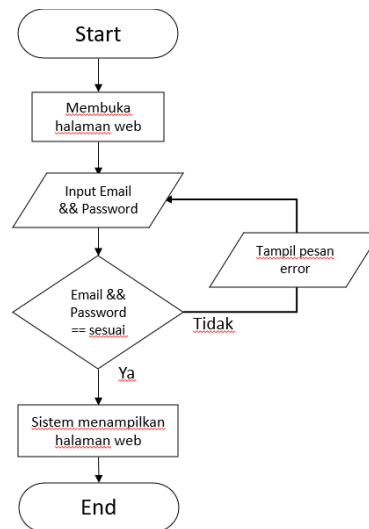 Start
Membuka
halaman web
Input Email
&& Password
Tampil pesan
error
Email &&
Password
== sesuai
Tidak
Ya
Sistem menampilkan
halaman web
End